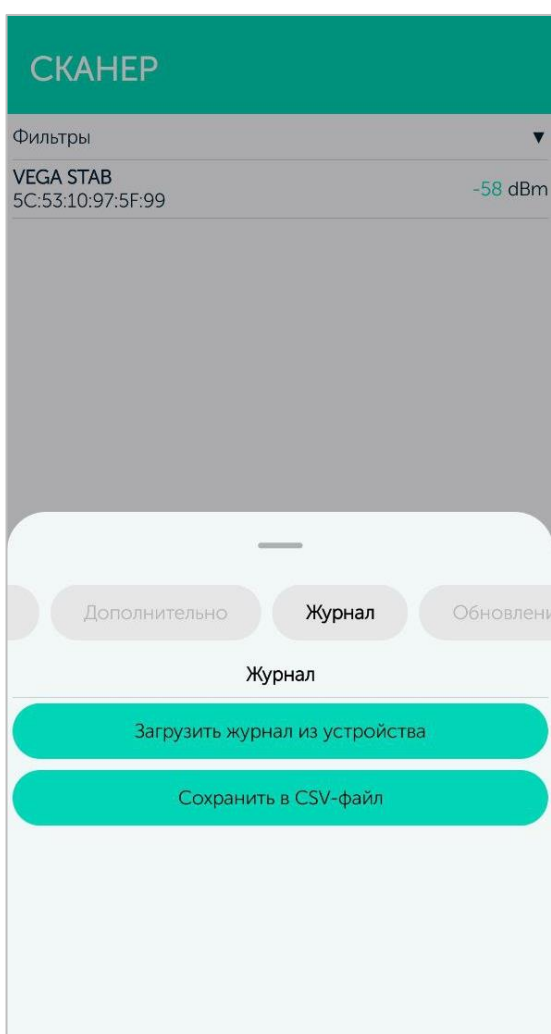 СКАНЕР
Фильтры ▼
VEGA STAB
5C:53:10:97:5F:99
-58 dBm
Дополнительно Журнал Обновлени
Журнал
Загрузить журнал из устройства
Сохранить в CSV-файл